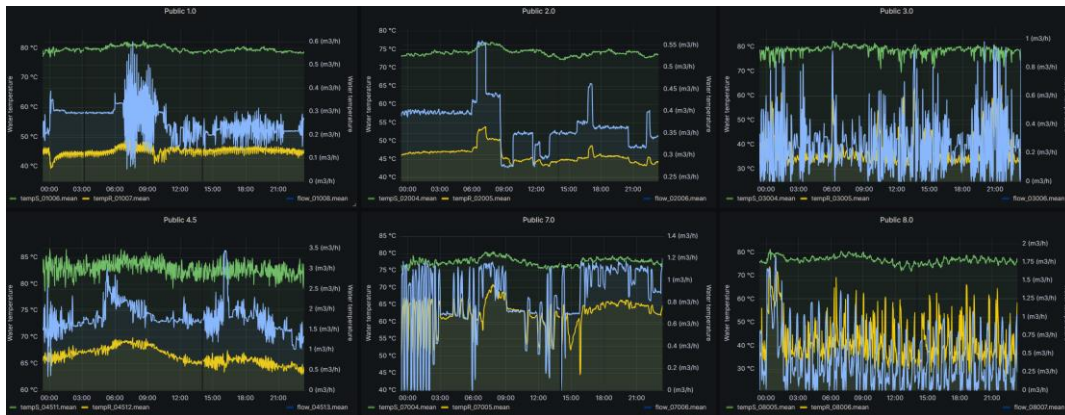 Public 1.0
80 °C
70 °C
60 °C
50 °C
40 °C
Water temperature
0.6 (m3/h)
0.5 (m3/h)
0.4 (m3/h)
0.3 (m3/h)
0.2 (m3/h)
0.1 (m3/h)
0 (m3/h)
Water temperature
00:00 03:00 06:00 09:00 12:00 15:00 18:00 21:00
tempS_01006.mean tempR_01007.mean flow_01008.mean
Public 2.0
80 °C
75 °C
70 °C
65 °C
60 °C
55 °C
50 °C
45 °C
40 °C
Water temperature
0.55 (m3/h)
0.5 (m3/h)
0.45 (m3/h)
0.4 (m3/h)
0.35 (m3/h)
0.3 (m3/h)
0.25 (m3/h)
Water temperature
00:00 03:00 06:00 09:00 12:00 15:00 18:00 21:00
tempS_02004.mean tempR_02005.mean flow_02006.mean
Public 3.0
80 °C
70 °C
60 °C
50 °C
40 °C
30 °C
Water temperature
1 (m3/h)
0.8 (m3/h)
0.6 (m3/h)
0.4 (m3/h)
0.2 (m3/h)
0 (m3/h)
00:00 03:00 06:00 09:00 12:00 15:00 18:00 21:00
tempS_03004.mean tempR_03005.mean flow_03006.mean
Public 4.5
85 °C
80 °C
75 °C
70 °C
65 °C
60 °C
Water temperature
3.5 (m3/h)
3 (m3/h)
2.5 (m3/h)
2 (m3/h)
1.5 (m3/h)
1 (m3/h)
0.5 (m3/h)
0 (m3/h)
Water temperature
00:00 03:00 06:00 09:00 12:00 15:00 18:00 21:00
tempS_04511.mean tempR_04512.mean flow_04513.mean
Public 7.0
85 °C
80 °C
75 °C
70 °C
65 °C
60 °C
55 °C
50 °C
45 °C
40 °C
Water temperature
1.4 (m3/h)
1.2 (m3/h)
1 (m3/h)
0.8 (m3/h)
0.6 (m3/h)
0.4 (m3/h)
0.2 (m3/h)
0 (m3/h)
Water temperature
00:00 03:00 06:00 09:00 12:00 15:00 18:00 21:00
tempS_07004.mean tempR_07005.mean flow_07006.mean
Public 8.0
80 °C
70 °C
60 °C
50 °C
40 °C
30 °C
Water temperature
2 (m3/h)
1.75 (m3/h)
1.5 (m3/h)
1.25 (m3/h)
1 (m3/h)
0.75 (m3/h)
0.5 (m3/h)
0.25 (m3/h)
0 (m3/h)
00:00 03:00 06:00 09:00 12:00 15:00 18:00 21:00
tempS_08005.mean tempR_08006.mean flow_08007.mean